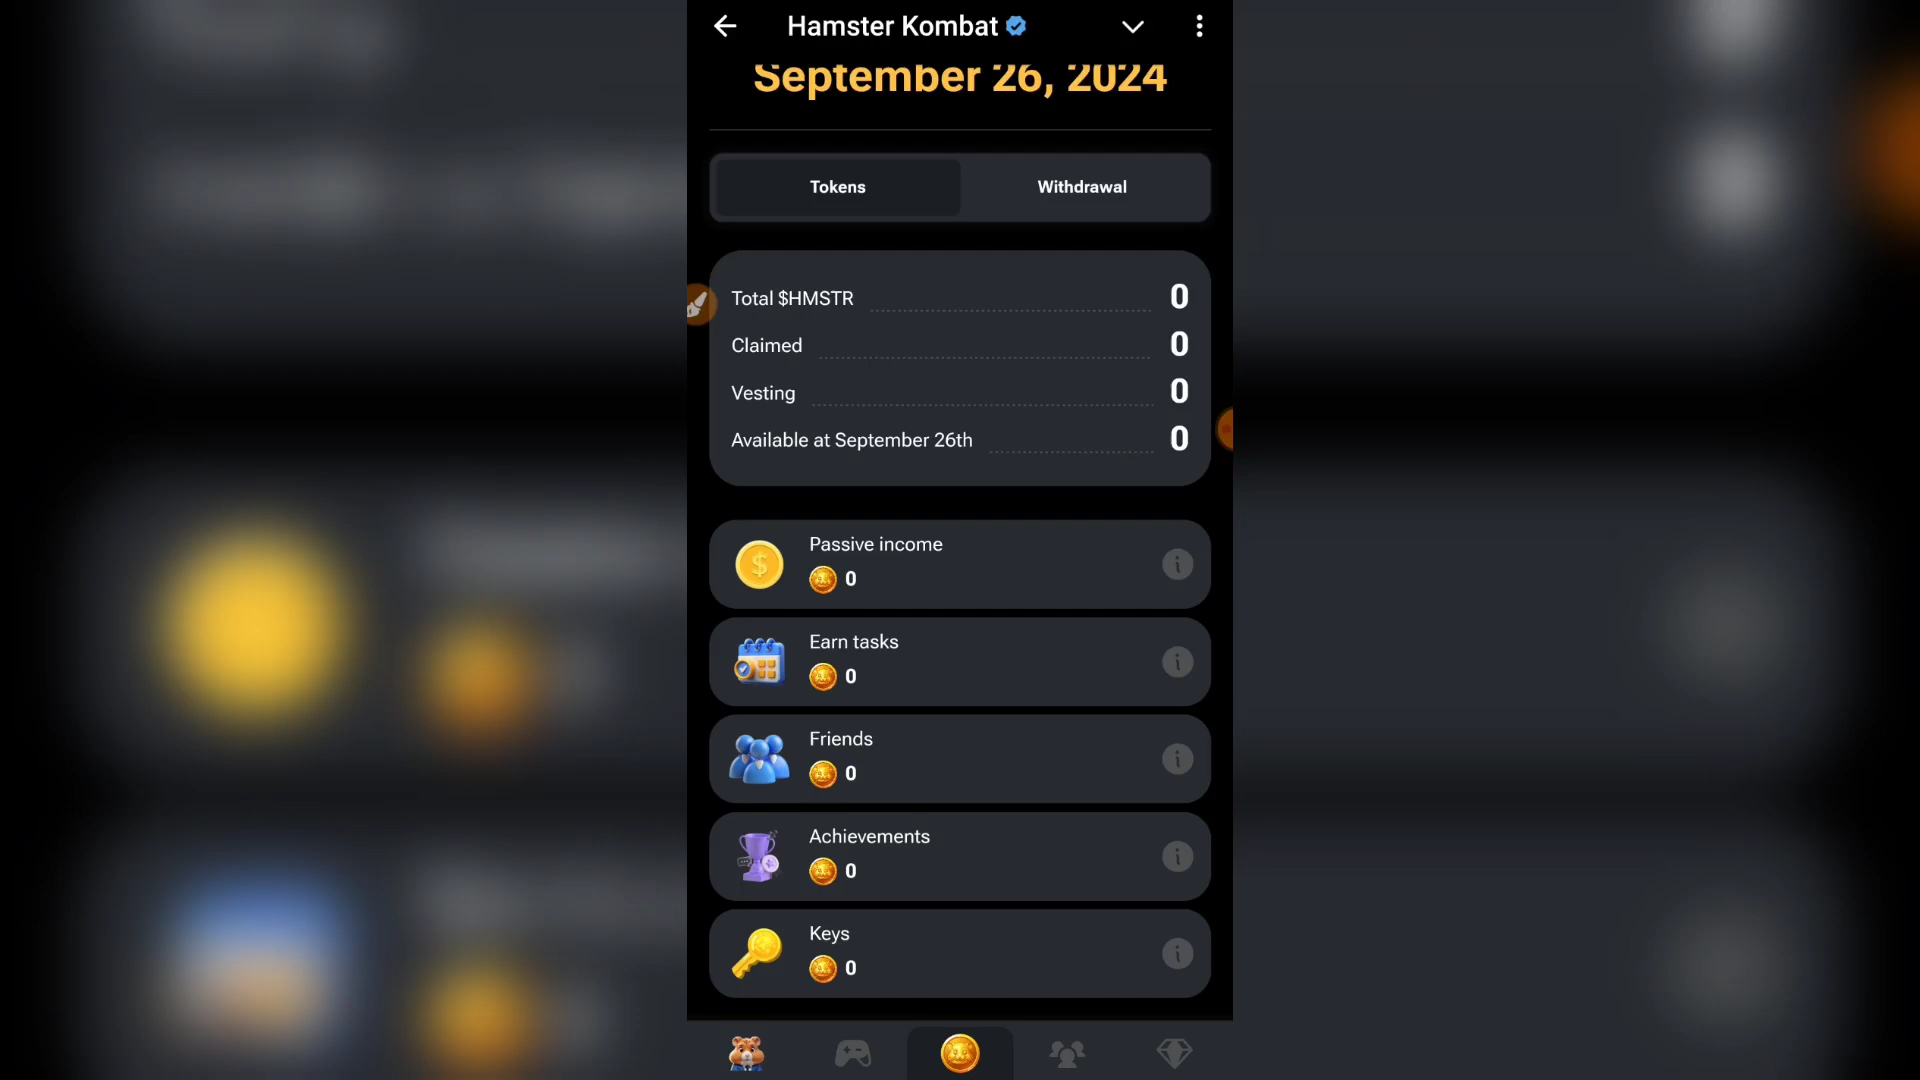 Hamster Kombat
September 26, 2024
Tokens
Withdrawal
Total $HMSTR 0
Claimed 0
Vesting 0
Available at September 26th 0
Passive income
0
Earn tasks
0
Friends
0
Achievements
0
Keys
0